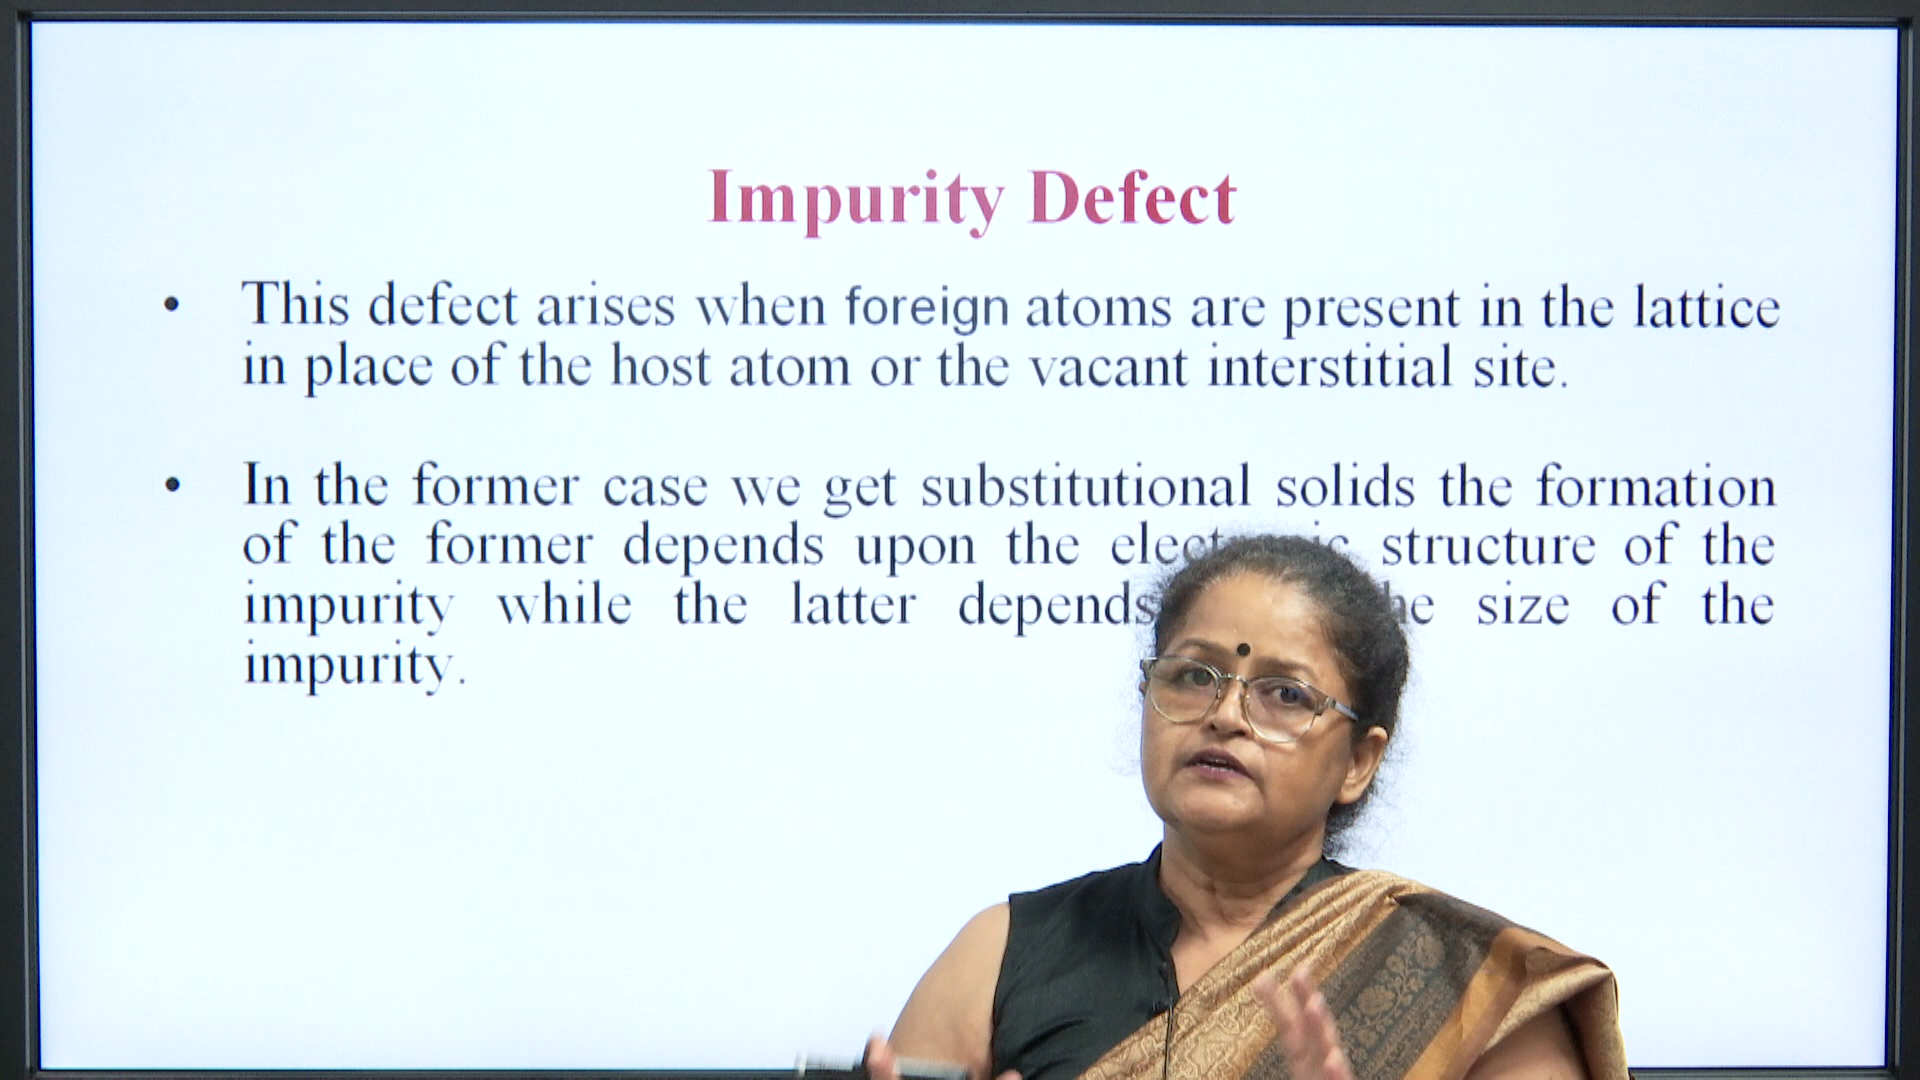 Impurity Defect
• This defect arises when foreign atoms are present in the lattice
in place of the host atom or the vacant interstitial site.
• In the former case we get substitutional solids the formation
of the former depends upon the structure of the
impurity while the latter depends size of the
impurity.